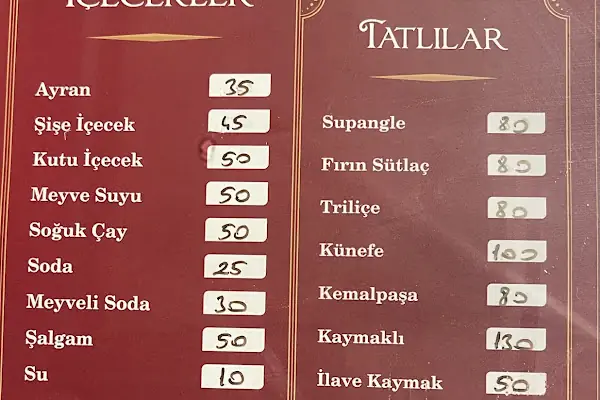 İÇECEKLER
Ayran 35
Şişe İçecek 45
Kutu İçecek 50
Meyve Suyu 50
Soğuk Çay 50
Soda 25
Meyveli Soda 30
Şalgam 50
Su 10
TATLILAR
Supangle 80
Fırın Sütlaç 80
Triliçe 80
Künefe 100
Kemalpaşa 80
Kaymaklı 130
İlave Kaymak 50